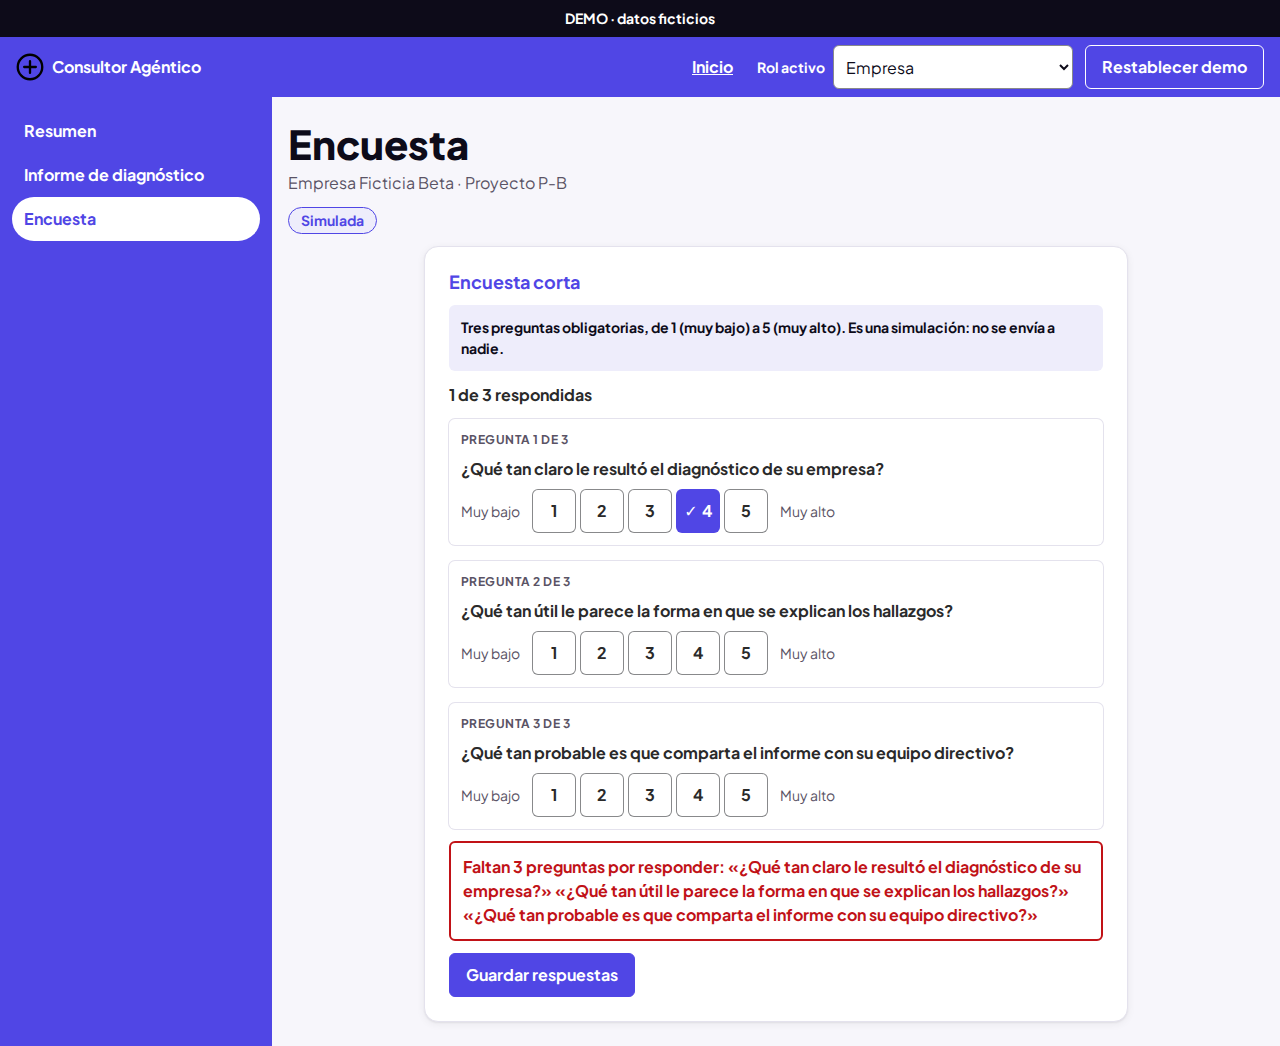 DEMO · datos ficticios
Consultor Agéntico
Inicio
Rol activo
Empresa
Restablecer demo
Resumen
Informe de diagnóstico
Encuesta
Encuesta
Empresa Ficticia Beta · Proyecto P-B
Simulada
Encuesta corta
Tres preguntas obligatorias, de 1 (muy bajo) a 5 (muy alto). Es una simulación: no se envía a
nadie.
1 de 3 respondidas
PREGUNTA 1 DE 3
¿Qué tan claro le resultó el diagnóstico de su empresa?
Muy bajo 1 2 3 ✓ 4 5 Muy alto
PREGUNTA 2 DE 3
¿Qué tan útil le parece la forma en que se explican los hallazgos?
Muy bajo 1 2 3 4 5 Muy alto
PREGUNTA 3 DE 3
¿Qué tan probable es que comparta el informe con su equipo directivo?
Muy bajo 1 2 3 4 5 Muy alto
Faltan 3 preguntas por responder: «¿Qué tan claro le resultó el diagnóstico de su
empresa?» «¿Qué tan útil le parece la forma en que se explican los hallazgos?»
«¿Qué tan probable es que comparta el informe con su equipo directivo?»
Guardar respuestas